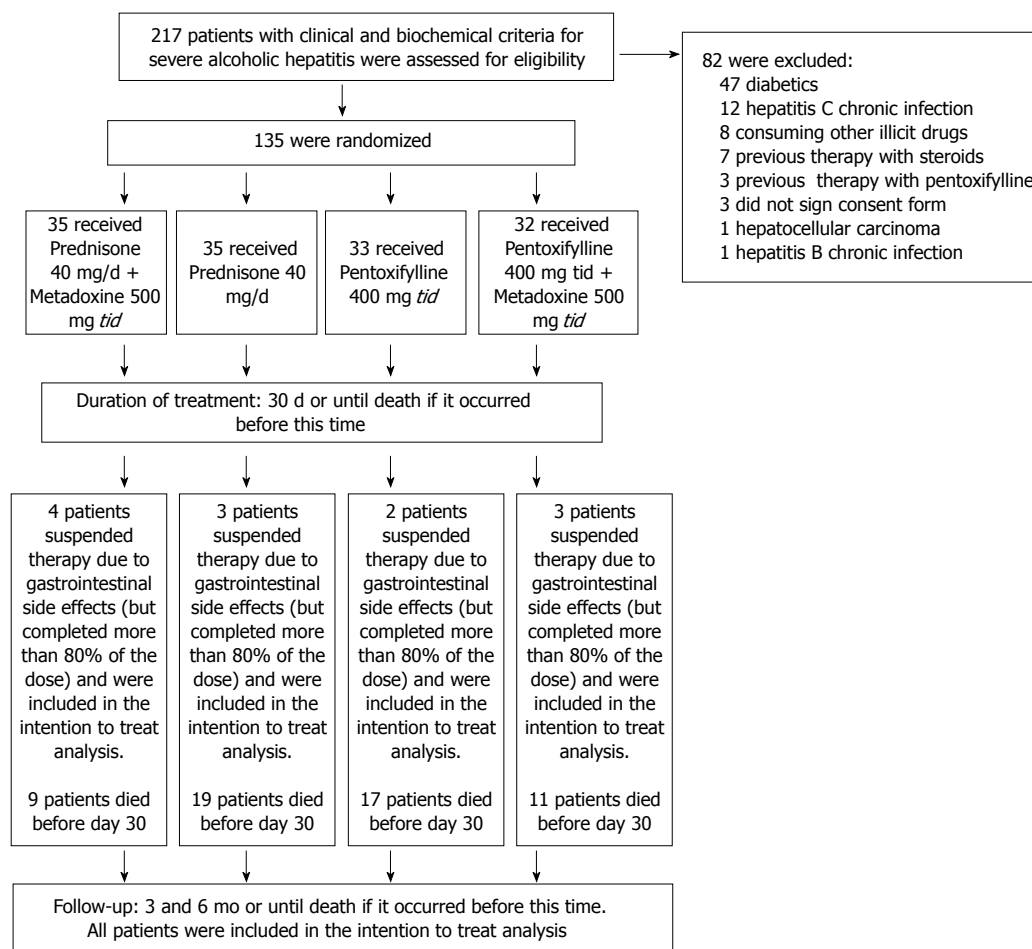 217 patients with clinical and biochemical criteria for
severe alcoholic hepatitis were assessed for eligibility
82 were excluded:
47 diabetics
12 hepatitis C chronic infection
8 consuming other illicit drugs
7 previous therapy with steroids
3 previous therapy with pentoxifylline
3 did not sign consent form
1 hepatocellular carcinoma
1 hepatitis B chronic infection
135 were randomized
35 received
Prednisone
40 mg/d +
Metadoxine 500
mg tid
35 received
Prednisone 40
mg/d
33 received
Pentoxifylline
400 mg tid
32 received
Pentoxifylline
400 mg tid +
Metadoxine 500
mg tid
Duration of treatment: 30 d or until death if it occurred
before this time
4 patients
suspended
therapy due to
gastrointestinal
side effects (but
completed more
than 80% of the
dose) and were
included in the
intention to treat
analysis.
9 patients died
before day 30
3 patients
suspended
therapy due to
gastrointestinal
side effects (but
completed more
than 80% of the
dose) and were
included in the
intention to treat
analysis.
19 patients died
before day 30
2 patients
suspended
therapy due to
gastrointestinal
side effects (but
completed more
than 80% of the
dose) and were
included in the
intention to treat
analysis.
17 patients died
before day 30
3 patients
suspended
therapy due to
gastrointestinal
side effects (but
completed more
than 80% of the
dose) and were
included in the
intention to treat
analysis.
11 patients died
before day 30
Follow-up: 3 and 6 mo or until death if it occurred before this time.
All patients were included in the intention to treat analysis